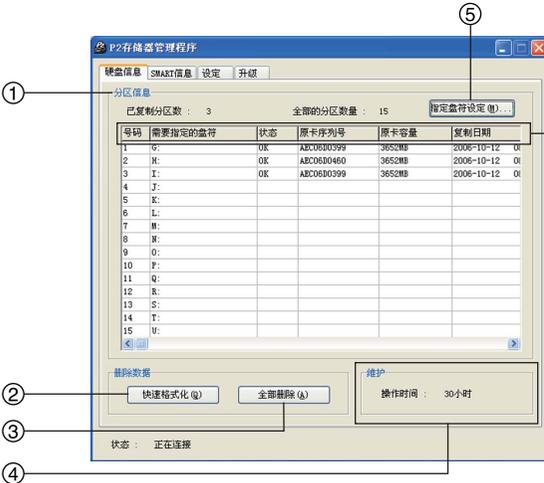 ⑤
P2存储器管理程序
硬盘信息 SMART信息 设定 升级
① 分区信息
已复制分区数 : 3 全部的分区数量 : 15 指定盘符设定(M)...
号码 需要指定的盘符 状态 原卡序列号 原卡容量 复制日期
1 G: OK AEC06D0399 3652MB 2006-10-12
2 H: OK AEC06D0460 3652MB 2006-10-12
3 I: OK AEC06D0399 3652MB 2006-10-12
4 J:
5 K:
6 L:
7 M:
8 N:
9 O:
10 P:
11 Q:
12 R:
13 S:
14 T:
15 U:
删除数据 维护
② 快速格式化(Q) 全部删除(A) 操作时间 : 30小时
③
状态 : 正在连接
④